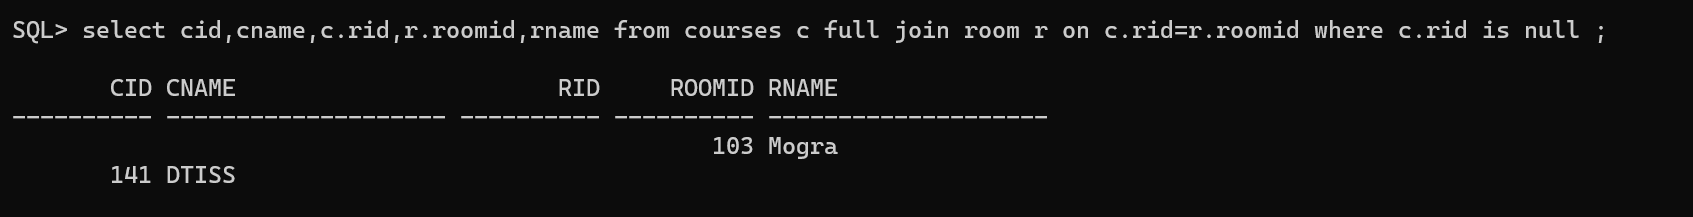 SQL> select cid,cname,c.rid,r.roomid,rname from courses c full join room r on c.rid=r.roomid where c.rid is null ;
       CID CNAME                       RID     ROOMID RNAME
---------- -------------------- ---------- ---------- --------------------
                                                  103 Mogra
       141 DTISS